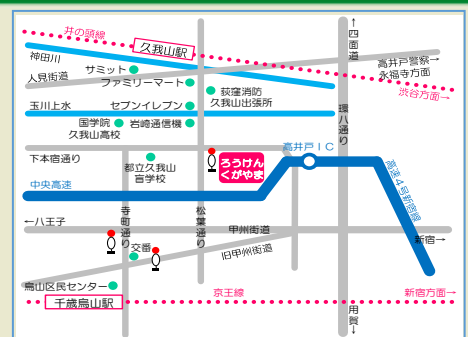 井の頭線
久我山駅
←四面道
神田川
サミット
人見街道
ファミリーマート
高井戸警察→
永福寺方面
渋谷方面→
荻窪消防
久我山出張所
玉川上水
セブンイレブン
環八通り
国学院
久我山高校
岩崎通信機
高井戸IC
下本宿通り
都立久我山
盲学校
ろうけん
くがやま
中央高速
高速4号新宿線
←八王子
寺町通り
松葉通り
甲州街道
新宿→
交番
旧甲州街道
烏山区民センター
千歳烏山駅
京王線
新宿方面→
用賀→